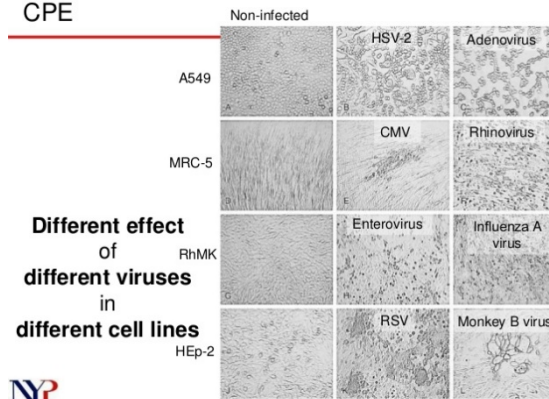 CPE
Non-infected
HSV-2
Adenovirus
A549
A
B
C
CMV
Rhinovirus
MRC-5
D
E
Different effect
of
different viruses
in
different cell lines
Enterovirus
Influenza A
virus
RhMK
G
H
RSV
Monkey B virus
HEp-2
J
L
NYP